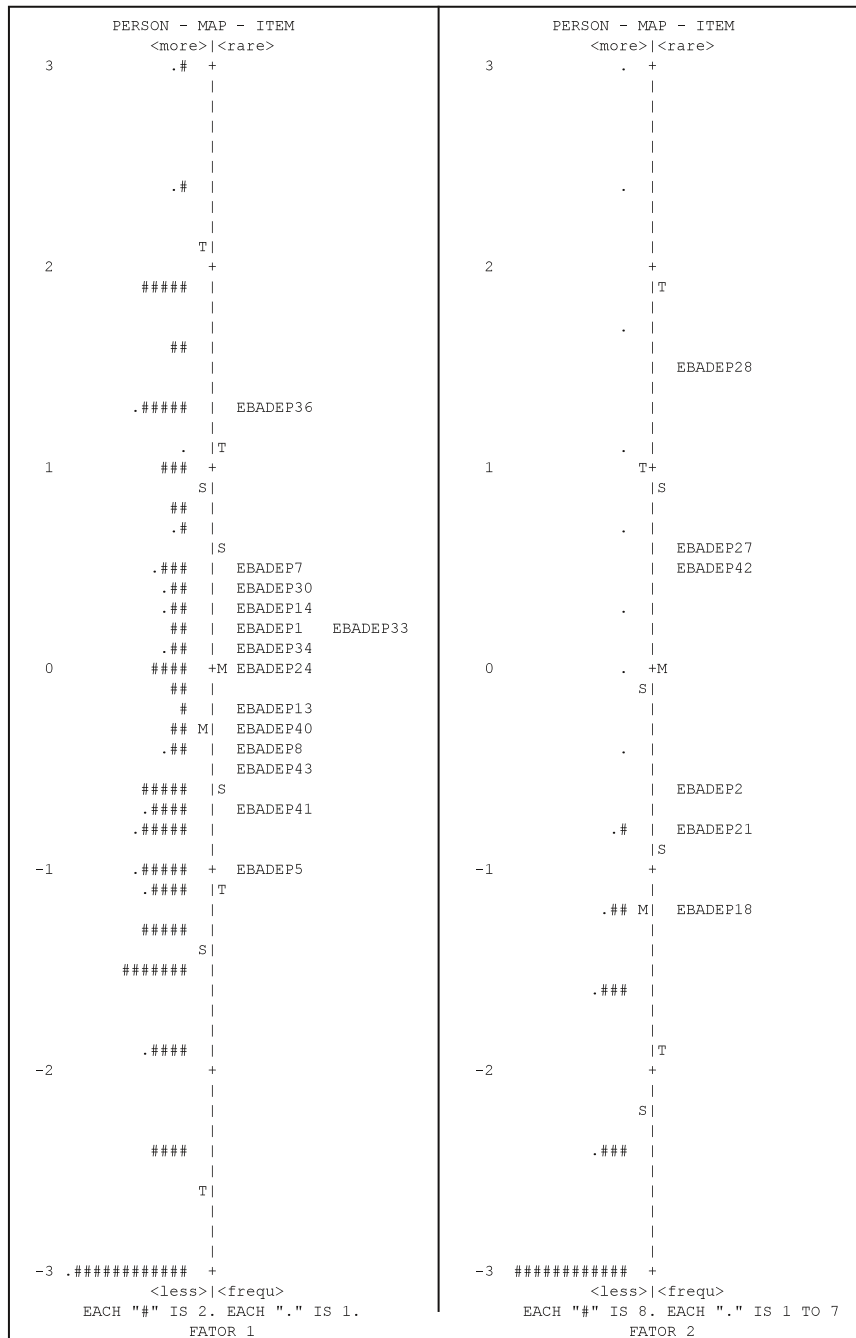 PERSON - MAP - ITEM
<more>|<rare>
3 .# +
|
|
|
|
|
.# |
|
|
T|
2 +
##### |
|
|
## |
|
|
.##### | EBADEP36
|
. |T
1 ### +
S|
## |
.# |
|S
.### | EBADEP7
.## | EBADEP30
.## | EBADEP14
## | EBADEP1 EBADEP33
.## | EBADEP34
0 #### +M EBADEP24
## |
# | EBADEP13
## M| EBADEP40
.## | EBADEP8
| EBADEP43
##### |S
.#### | EBADEP41
.##### |
|
-1 .##### + EBADEP5
.#### |T
|
##### |
S|
####### |
|
|
|
.#### |
-2 +
|
|
|
#### |
|
T|
|
|
|
-3 .############ +
<less>|<frequ>
EACH "#" IS 2. EACH "." IS 1.
FATOR 1
PERSON - MAP - ITEM
<more>|<rare>
3 . +
|
|
|
|
|
. |
|
|
|
2 +
|T
|
. |
|
| EBADEP28
|
|
|
. |
1 T+
|S
|
. |
| EBADEP27
| EBADEP42
|
. |
|
|
0 . +M
S|
|
|
. |
|
| EBADEP2
|
.# | EBADEP21
|S
-1 +
|
.## M| EBADEP18
|
|
|
.### |
|
|
|T
-2 +
|
S|
|
.### |
|
|
|
|
|
-3 ############ +
<less>|<frequ>
EACH "#" IS 8. EACH "." IS 1 TO 7
FATOR 2